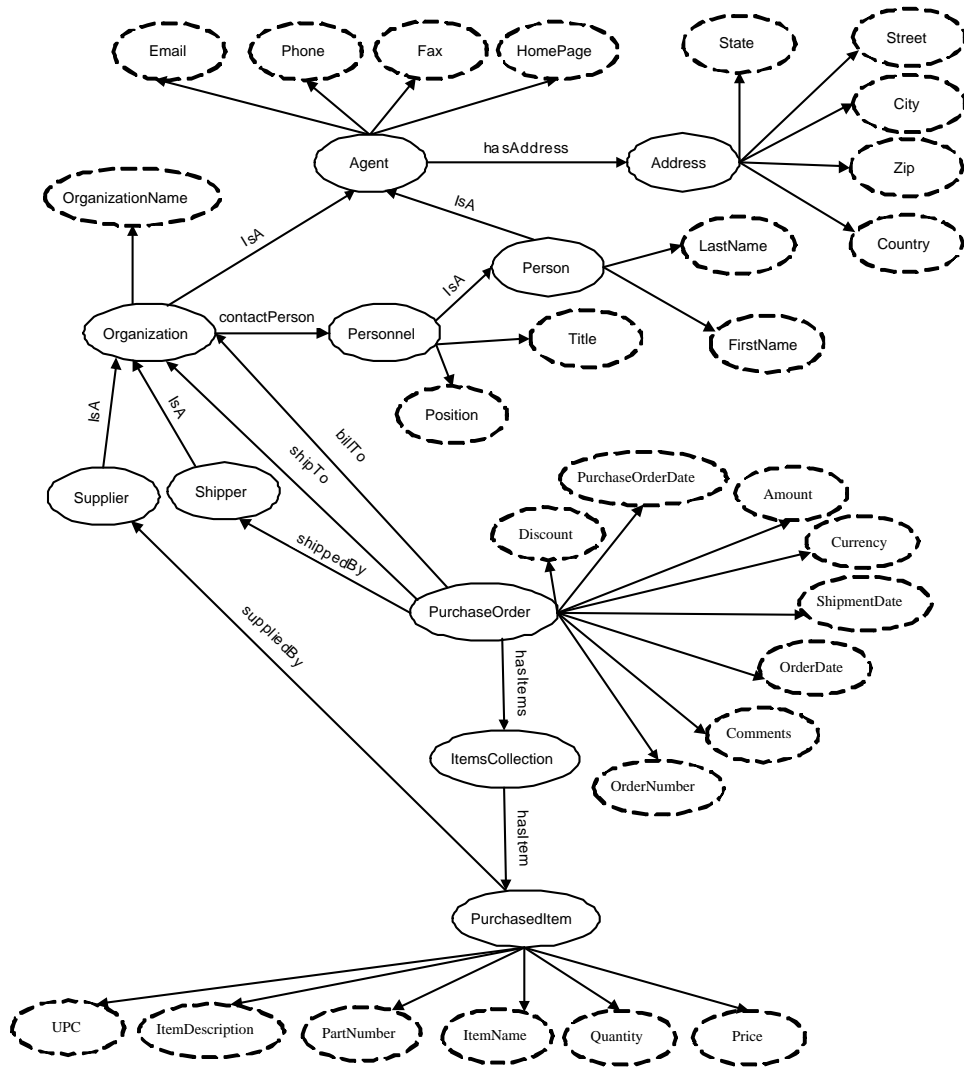 Email
Phone
Fax
HomePage
State
Street
City
Agent
hasAddress
Address
Zip
OrganizationName
IsA
IsA
LastName
Country
Person
IsA
Organization
contactPerson
Personnel
Title
FirstName
Position
IsA
IsA
billTo
shipTo
Supplier
Shipper
PurchaseOrderDate
Amount
Discount
Currency
shippedBy
PurchaseOrder
ShipmentDate
suppliedBy
hasItems
OrderDate
Comments
ItemsCollection
OrderNumber
hasItem
PurchasedItem
UPC
ItemDescription
PartNumber
ItemName
Quantity
Price